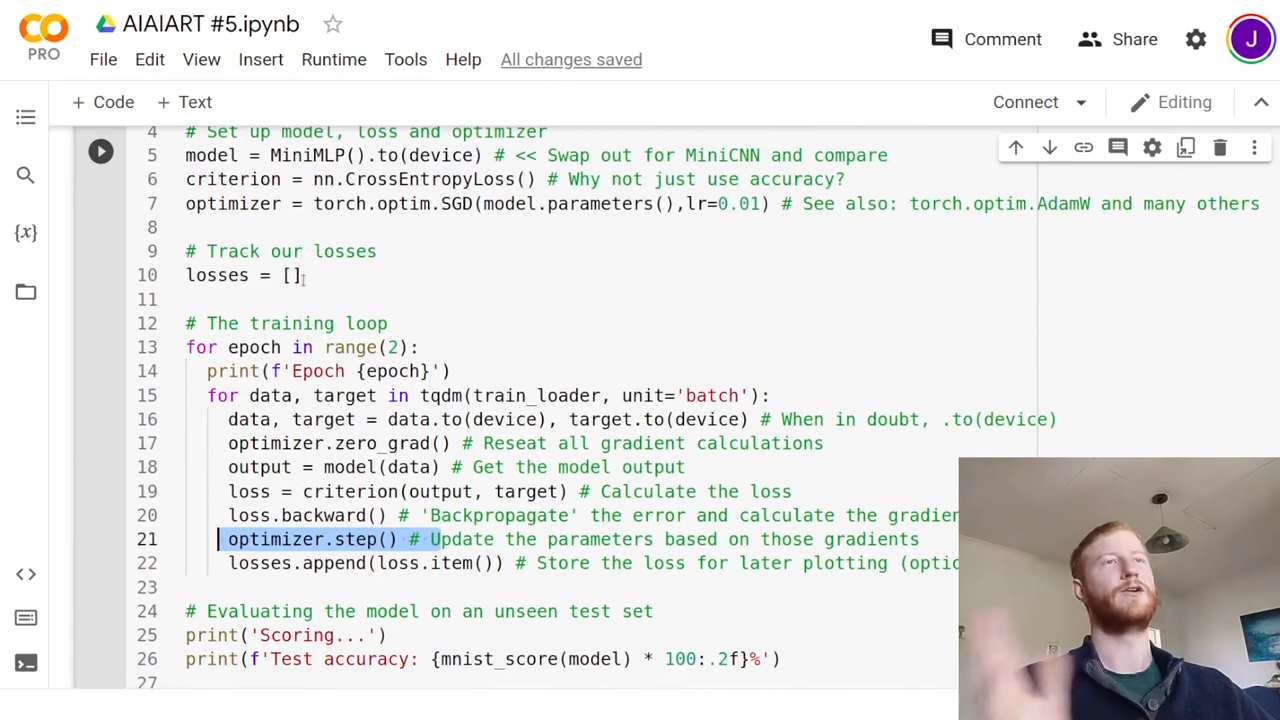 AIAIART #5.ipynb
PRO
J
Comment
Share
File Edit View Insert Runtime Tools Help All changes saved
+ Code + Text
Connect
Editing
4 # Set up model, loss and optimizer
5 model = MiniMLP().to(device) # << Swap out for MiniCNN and compare
6 criterion = nn.CrossEntropyLoss() # Why not just use accuracy?
7 optimizer = torch.optim.SGD(model.parameters(),lr=0.01) # See also: torch.optim.AdamW and many others
8
9 # Track our losses
10 losses = []
11
12 # The training loop
13 for epoch in range(2):
14 print(f'Epoch {epoch}')
15 for data, target in tqdm(train_loader, unit='batch'):
16 data, target = data.to(device), target.to(device) # When in doubt, .to(device)
17 optimizer.zero_grad() # Reseat all gradient calculations
18 output = model(data) # Get the model output
19 loss = criterion(output, target) # Calculate the loss
20 loss.backward() # 'Backpropagate' the error and calculate the gradien
21 optimizer.step() # Update the parameters based on those gradients
22 losses.append(loss.item()) # Store the loss for later plotting (optio
23
24 # Evaluating the model on an unseen test set
25 print('Scoring...')
26 print(f'Test accuracy: {mnist_score(model) * 100:.2f}%')
27
{x}